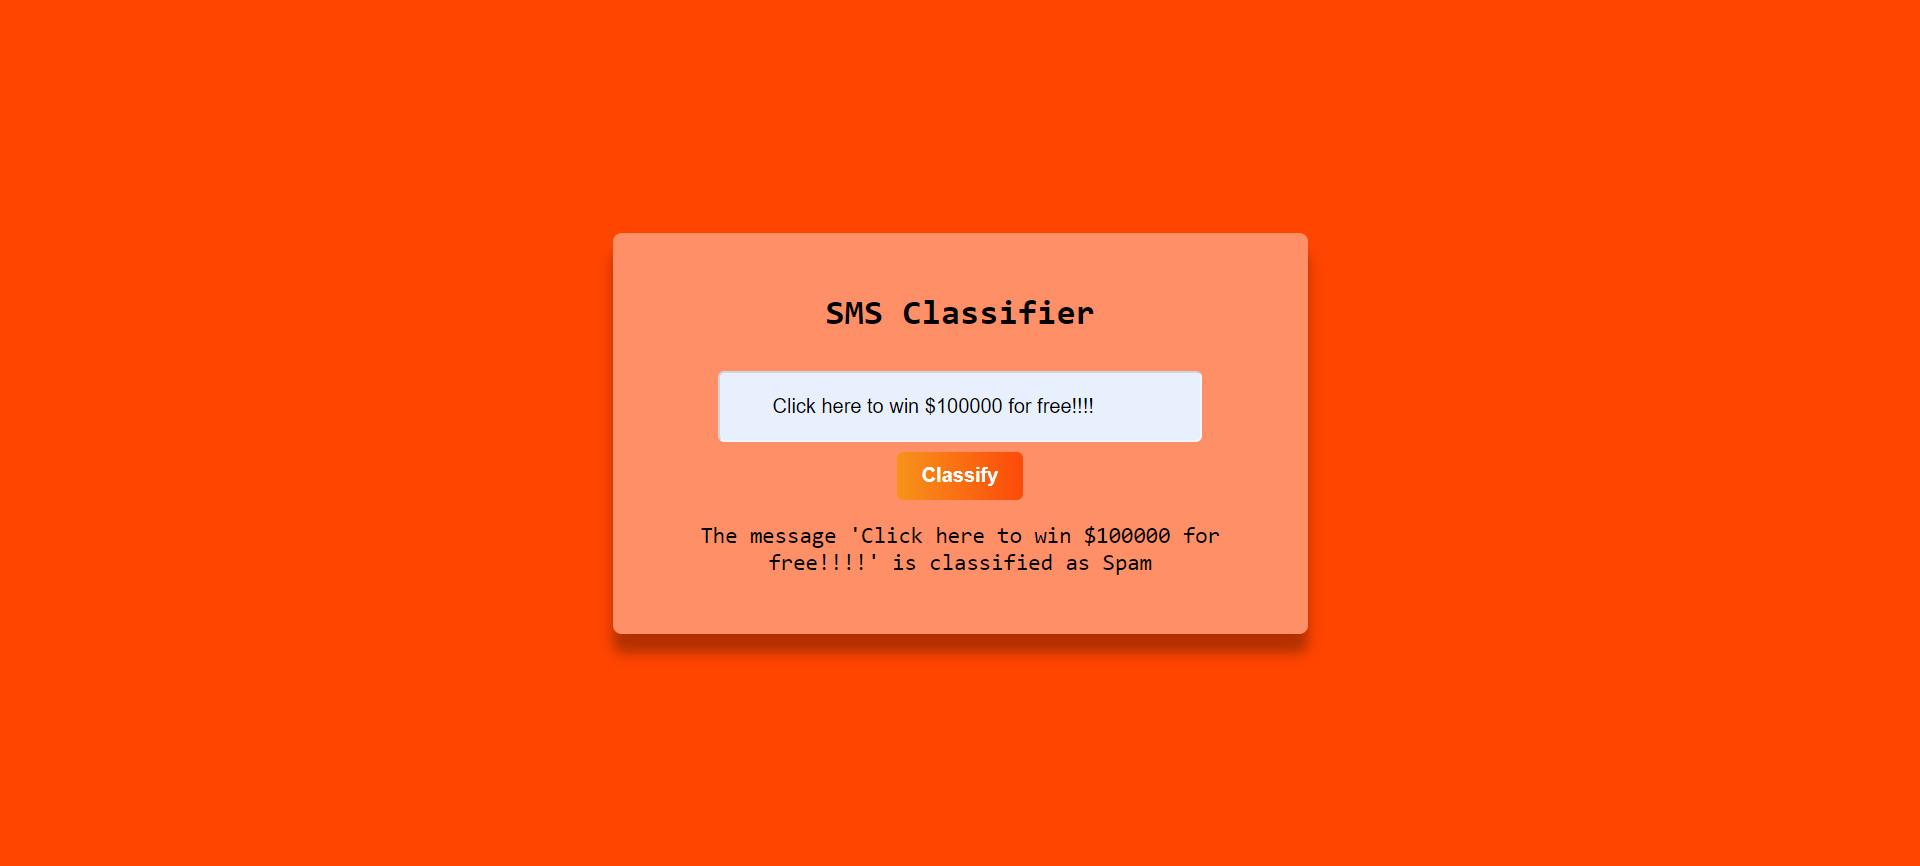 SMS Classifier
Click here to win $100000 for free!!!!
Classify
The message 'Click here to win $100000 for
free!!!!' is classified as Spam